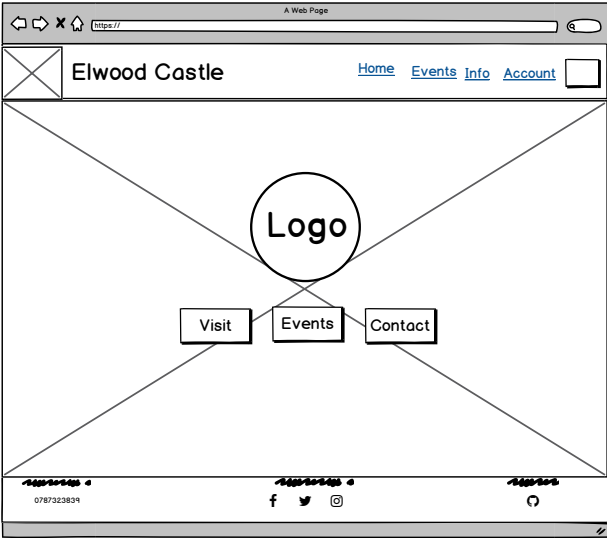 A Web Page
https://
Elwood Castle
Home Events Info Account
Logo
Visit Events Contact
0787323839